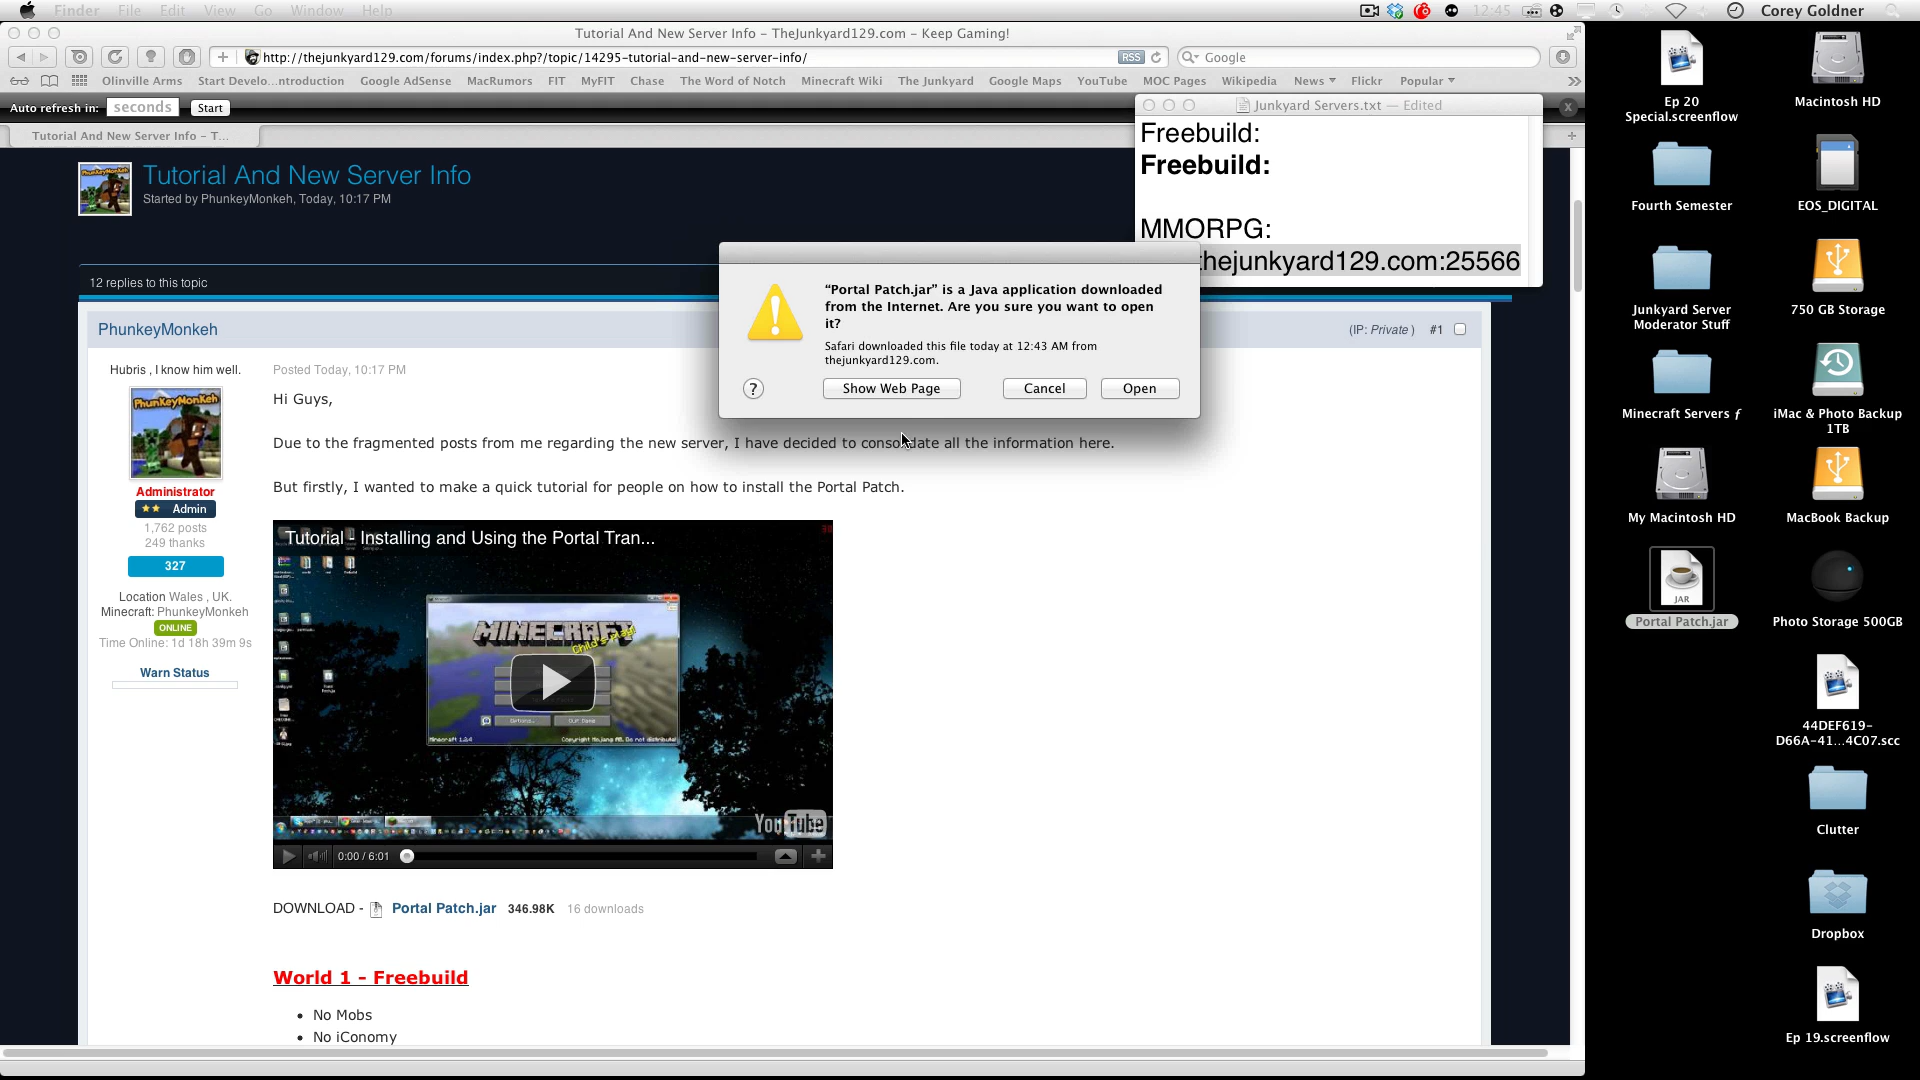 Finder File Edit View Go Window Help
12:45
Corey Goldner
Tutorial And New Server Info – TheJunkyard129.com – Keep Gaming!
http://thejunkyard129.com/forums/index.php?/topic/14295-tutorial-and-new-server-info/
RSS
Google
Olinville Arms Start Develo...ntroduction Google AdSense MacRumors FIT MyFIT Chase The Word of Notch Minecraft Wiki The Junkyard Google Maps YouTube MOC Pages Wikipedia News Flickr Popular
Auto refresh in: seconds Start
Tutorial And New Server Info – T...
Junkyard Servers.txt — Edited
Freebuild:
Freebuild:
MMORPG:
thejunkyard129.com:25566
Tutorial And New Server Info
Started by PhunkeyMonkeh, Today, 10:17 PM
12 replies to this topic
“Portal Patch.jar” is a Java application downloaded
from the Internet. Are you sure you want to open
it?
Safari downloaded this file today at 12:43 AM from
thejunkyard129.com.
? Show Web Page Cancel Open
PhunkeyMonkeh
(IP: Private ) #1
Hubris , I know him well.
PhunkeyMonKeh
Administrator
Admin
1,762 posts
249 thanks
327
Location Wales , UK.
Minecraft: PhunkeyMonkeh
ONLINE
Time Online: 1d 18h 39m 9s
Warn Status
Posted Today, 10:17 PM
Hi Guys,
Due to the fragmented posts from me regarding the new server, I have decided to consolidate all the information here.
But firstly, I wanted to make a quick tutorial for people on how to install the Portal Patch.
Tutorial - Installing and Using the Portal Tran...
MINECRAFT
Child's play!
Options...
Quit Game
YouTube
0:00 / 6:01
DOWNLOAD - Portal Patch.jar 346.98K 16 downloads
World 1 - Freebuild
• No Mobs
• No iConomy
Ep 20
Special.screenflow
Macintosh HD
Fourth Semester
EOS_DIGITAL
Junkyard Server
Moderator Stuff
750 GB Storage
Minecraft Servers ƒ
iMac & Photo Backup
1TB
My Macintosh HD
MacBook Backup
JAR
Portal Patch.jar
Photo Storage 500GB
44DEF619-
D66A-41...4C07.scc
Clutter
Dropbox
Ep 19.screenflow